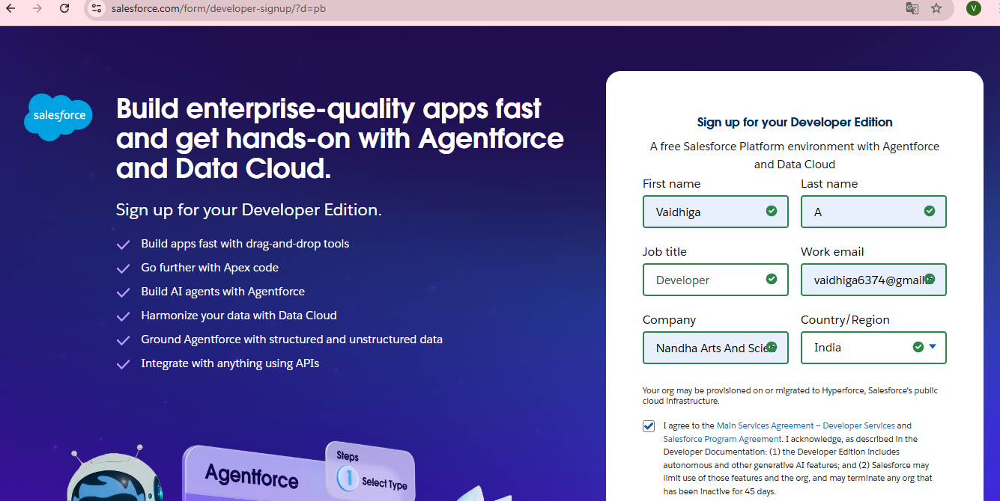 salesforce.com/form/developer-signup/?d=pb
V
salesforce
Build enterprise-quality apps fast
and get hands-on with Agentforce
and Data Cloud.
Sign up for your Developer Edition.
Build apps fast with drag-and-drop tools
Go further with Apex code
Build AI agents with Agentforce
Harmonize your data with Data Cloud
Ground Agentforce with structured and unstructured data
Integrate with anything using APIs
Agentforce
Steps
1 Select Type
Sign up for your Developer Edition
A free Salesforce Platform environment with Agentforce
and Data Cloud
First name Last name
Vaidhiga A
Job title Work email
Developer vaidhiga6374@gmail
Company Country/Region
Nandha Arts And Scie India
Your org may be provisioned on or migrated to Hyperforce, Salesforce's public
cloud infrastructure.
I agree to the Main Services Agreement – Developer Services and
Salesforce Program Agreement. I acknowledge, as described in the
Developer Documentation: (1) the Developer Edition includes
autonomous and other generative AI features; and (2) Salesforce may
limit use of those features and the org, and may terminate any org that
has been inactive for 45 days.